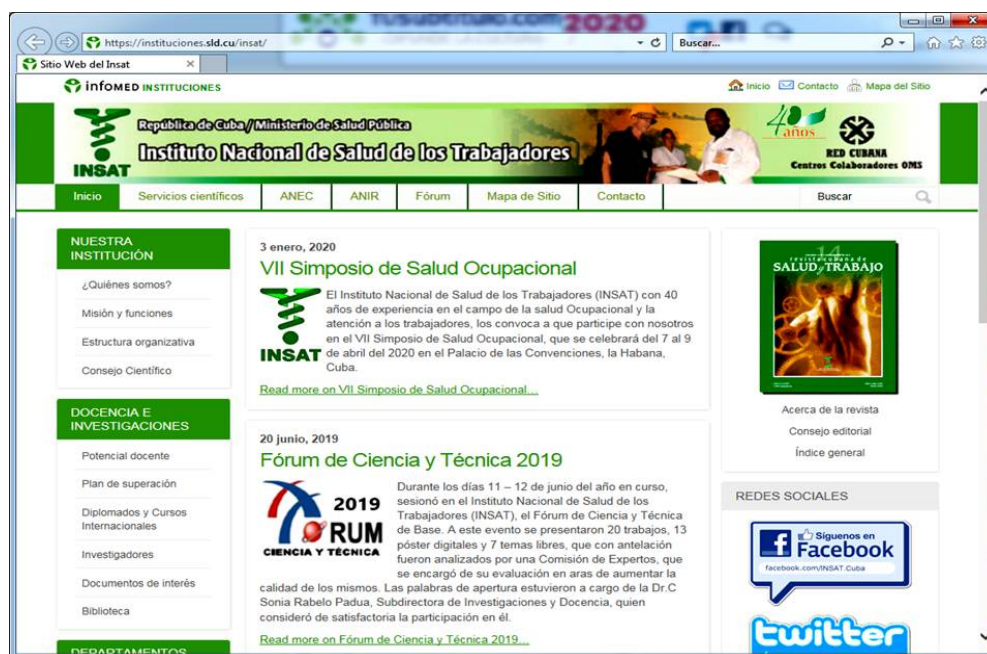 TUSUBTITULO.COM
2020
https://instituciones.sld.cu/insat/
Buscar...
Sitio Web del Insat
infoMED INSTITUCIONES
Inicio
Contacto
Mapa del Sitio
INSAT
República de Cuba / Ministerio de Salud Pública
Instituto Nacional de Salud de los Trabajadores
40
años
RED CUBANA
Centros Colaboradores OMS
Inicio
Servicios científicos
ANEC
ANIR
Fórum
Mapa de Sitio
Contacto
Buscar
NUESTRA
INSTITUCIÓN
¿Quiénes somos?
Misión y funciones
Estructura organizativa
Consejo Científico
DOCENCIA E
INVESTIGACIONES
Potencial docente
Plan de superación
Diplomados y Cursos
Internacionales
Investigadores
Documentos de interés
Biblioteca
DEPARTAMENTOS
3 enero, 2020
VII Simposio de Salud Ocupacional
INSAT
El Instituto Nacional de Salud de los Trabajadores (INSAT) con 40
años de experiencia en el campo de la salud Ocupacional y la
atención a los trabajadores, los convoca a que participe con nosotros
en el VII Simposio de Salud Ocupacional, que se celebrará del 7 al 9
de abril del 2020 en el Palacio de las Convenciones, la Habana,
Cuba.
Read more on VII Simposio de Salud Ocupacional...
20 junio, 2019
Fórum de Ciencia y Técnica 2019
2019
RUM
CIENCIA Y TÉCNICA
Durante los días 11 – 12 de junio del año en curso,
sesionó en el Instituto Nacional de Salud de los
Trabajadores (INSAT), el Fórum de Ciencia y Técnica
de Base. A este evento se presentaron 20 trabajos, 13
póster digitales y 7 temas libres, que con antelación
fueron analizados por una Comisión de Expertos, que
se encargó de su evaluación en aras de aumentar la
calidad de los mismos. Las palabras de apertura estuvieron a cargo de la Dr.C
Sonia Rabelo Padua, Subdirectora de Investigaciones y Docencia, quien
consideró de satisfactoria la participación en él.
Read more on Fórum de Ciencia y Técnica 2019...
14
revista cubana de
SALUD y TRABAJO
Acerca de la revista
Consejo editorial
Índice general
REDES SOCIALES
Síguenos en
Facebook
facebook.com/INSAT.Cuba
twitter